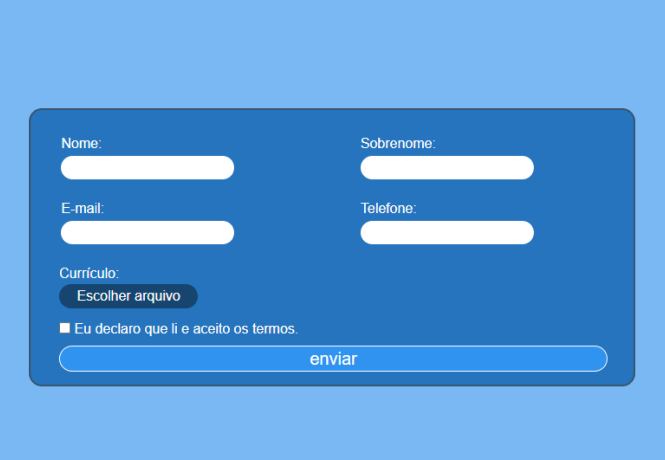 Nome:
Sobrenome:
E-mail:
Telefone:
Currículo:
Escolher arquivo
Eu declaro que li e aceito os termos.
enviar